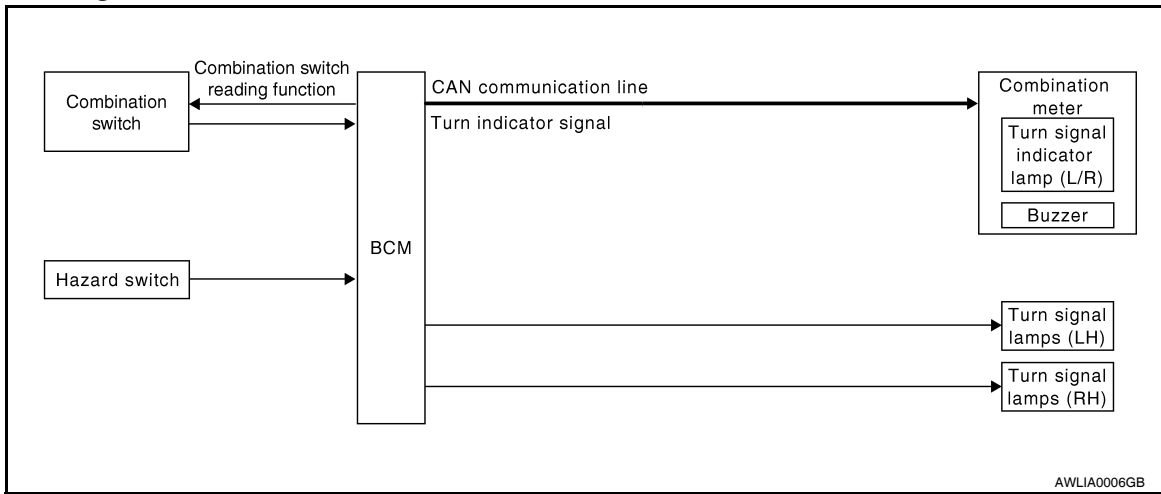 Combination switch
reading function
Combination
switch
CAN communication line
Turn indicator signal
Combination
meter
Turn signal
indicator
lamp (L/R)
Buzzer
BCM
Hazard switch
Turn signal
lamps (LH)
Turn signal
lamps (RH)
AWLIA0006GB